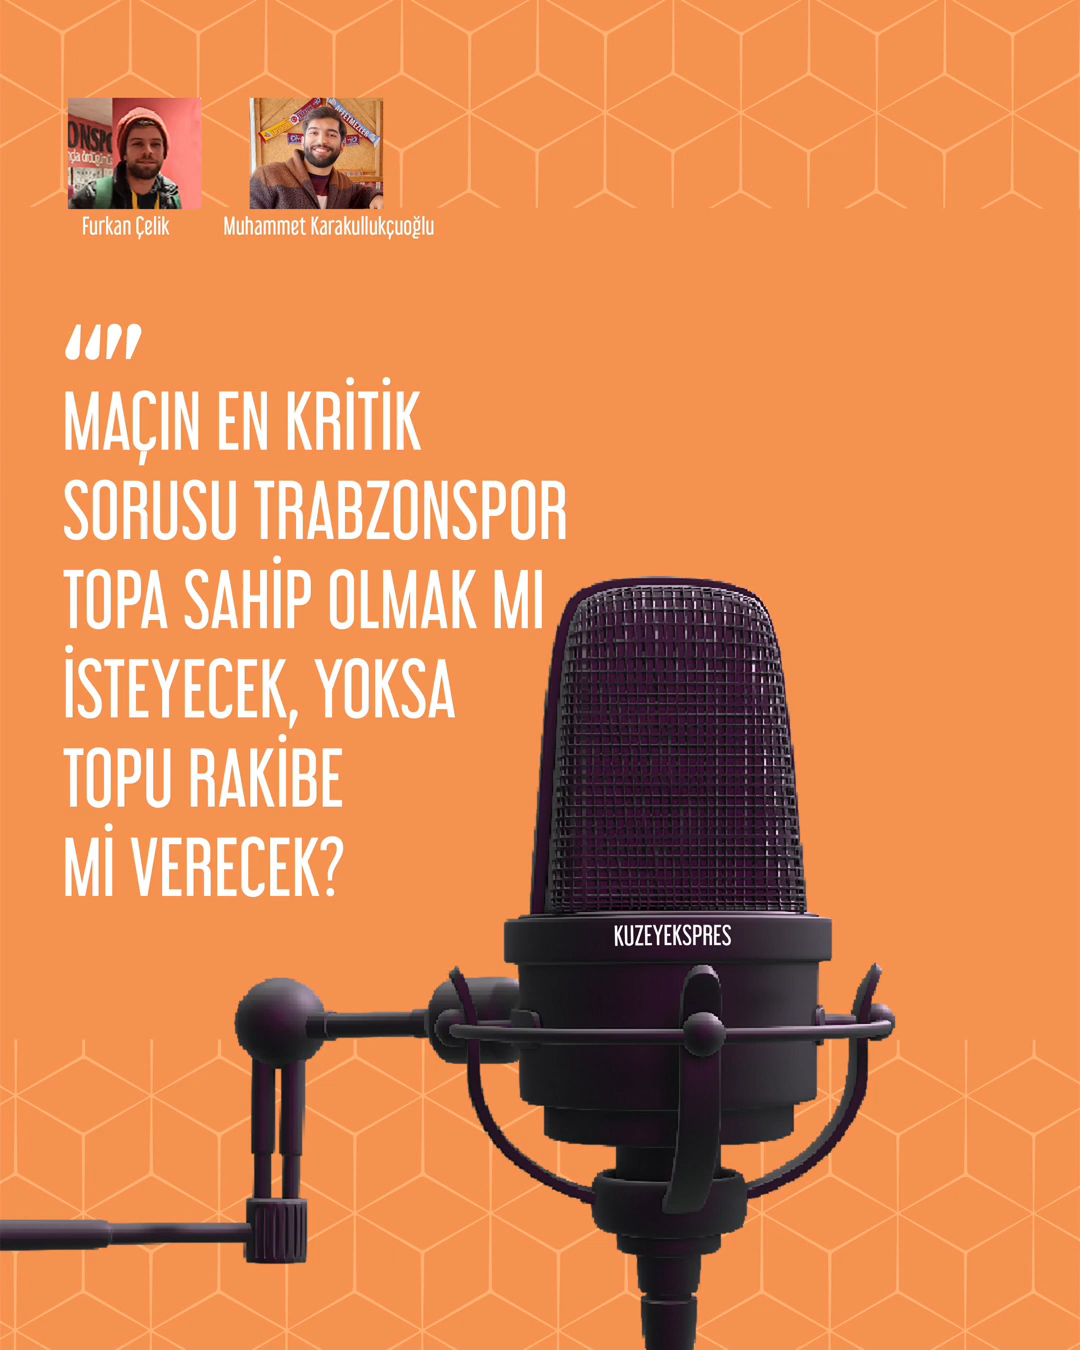 Furkan Çelik
Muhammet Karakullukçuoğlu
“”
MAÇIN EN KRİTİK
SORUSU TRABZONSPOR
TOPA SAHİP OLMAK MI
İSTEYECEK, YOKSA
TOPU RAKİBE
Mİ VERECEK?
KUZEYEKSPRES